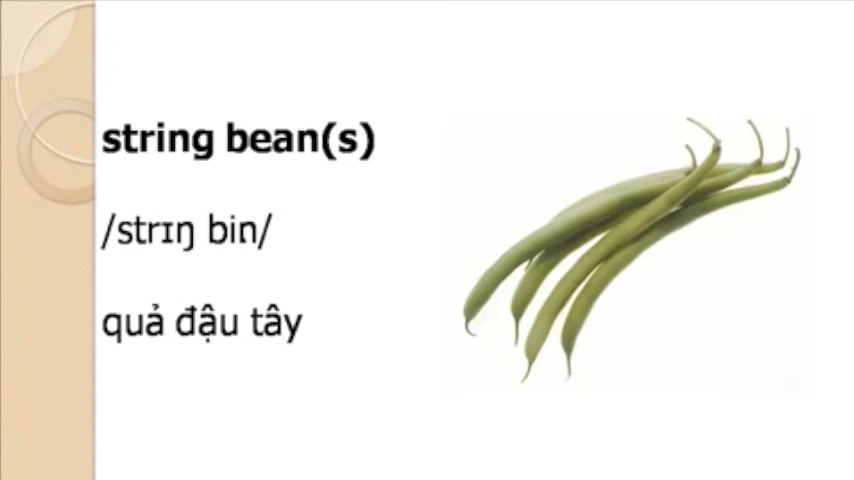 string bean(s)
/strɪŋ bin/
quả đậu tây